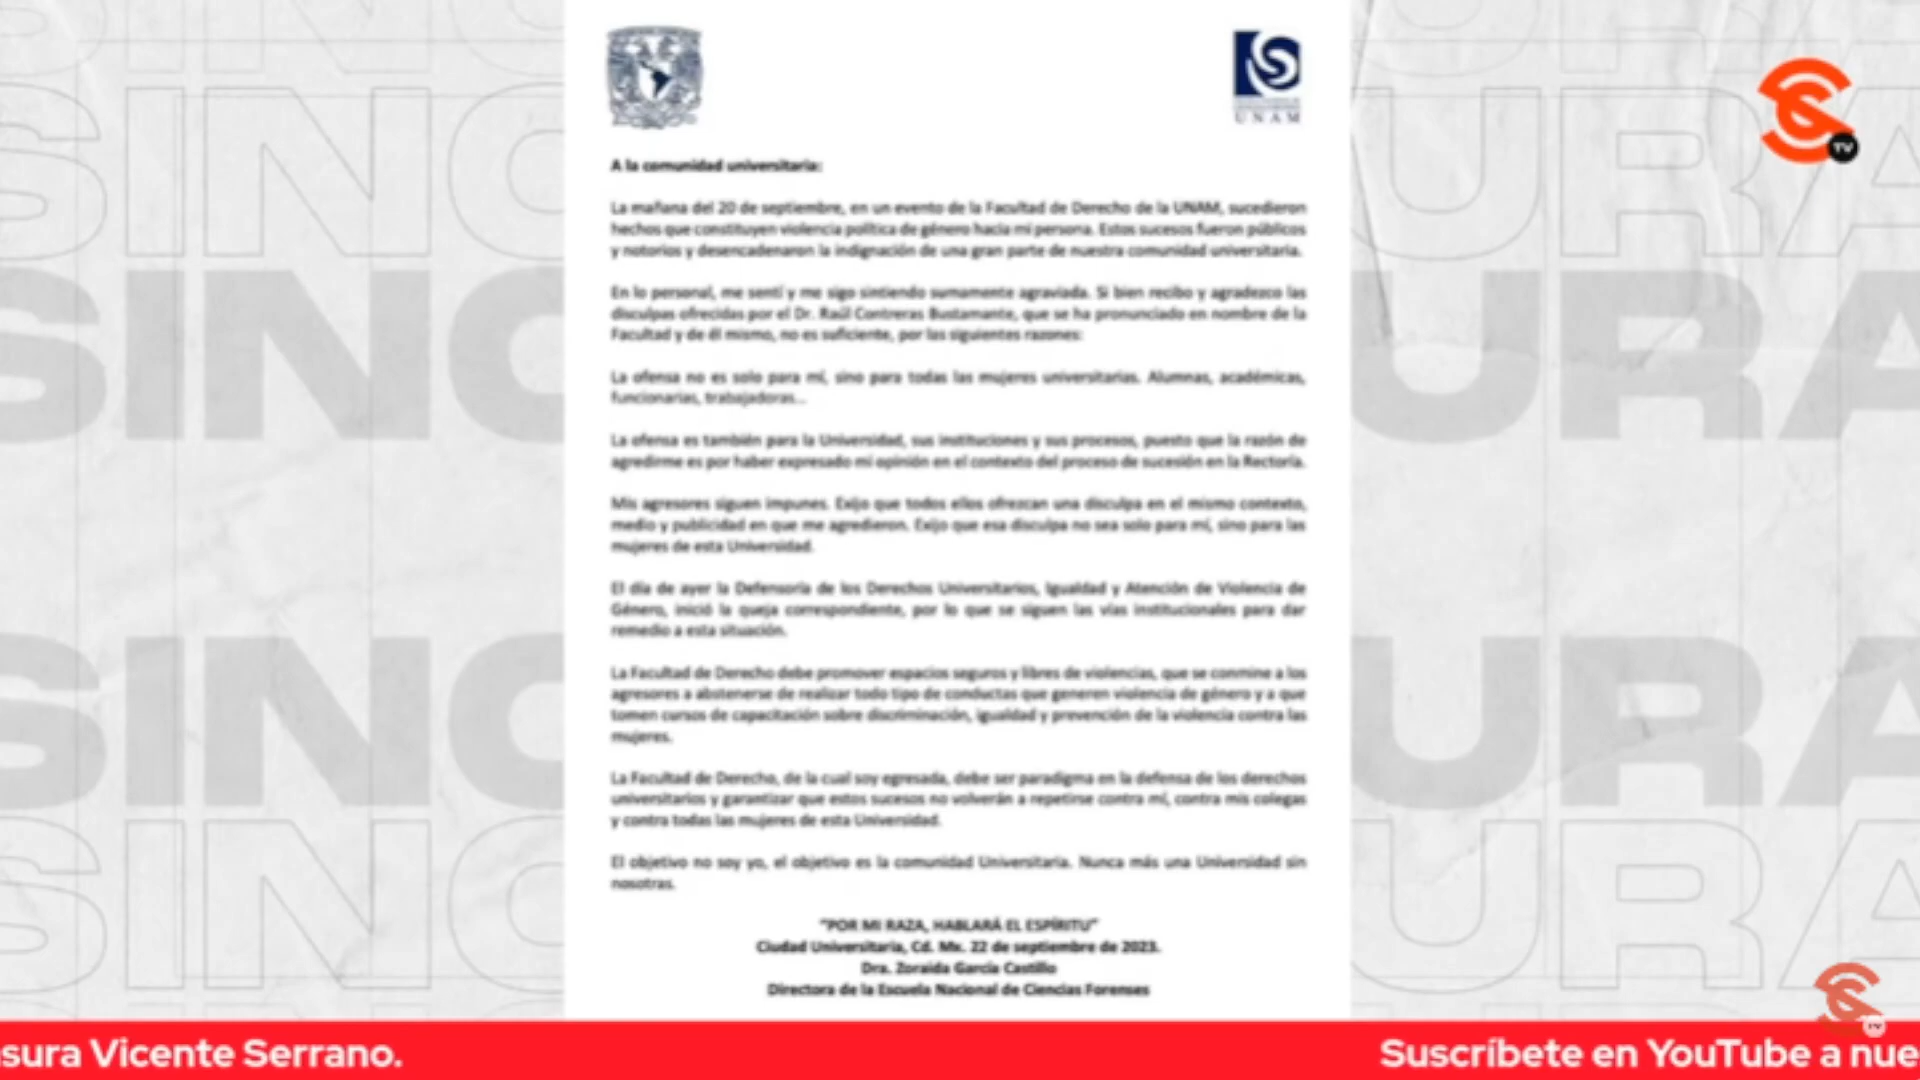 UNAM
TV
A la comunidad universitaria:
La mañana del 20 de septiembre, en un evento de la Facultad de Derecho de la UNAM, sucedieron
hechos que constituyen violencia política de género hacia mi persona. Estos sucesos fueron públicos
y notorios y desencadenaron la indignación de una gran parte de nuestra comunidad universitaria.
En lo personal, me sentí y me sigo sintiendo sumamente agraviada. Si bien recibo y agradezco las
disculpas ofrecidas por el Dr. Raúl Contreras Bustamante, que se ha pronunciado en nombre de la
Facultad y de él mismo, no es suficiente, por las siguientes razones:
La ofensa no es solo para mí, sino para todas las mujeres universitarias. Alumnas, académicas,
funcionarias, trabajadoras...
La ofensa es también para la Universidad, sus instituciones y sus procesos, puesto que la razón de
agredirme es por haber expresado mi opinión en el contexto del proceso de sucesión en la Rectoría.
Mis agresores siguen impunes. Exijo que todos ellos ofrezcan una disculpa en el mismo contexto,
medio y publicidad en que me agredieron. Exijo que esa disculpa no sea solo para mí, sino para las
mujeres de esta Universidad.
El día de ayer la Defensoría de los Derechos Universitarios, Igualdad y Atención de Violencia de
Género, inició la queja correspondiente, por lo que se siguen las vías institucionales para dar
remedio a esta situación.
La Facultad de Derecho debe promover espacios seguros y libres de violencias, que se conmine a los
agresores a abstenerse de realizar todo tipo de conductas que generen violencia de género y a que
tomen cursos de capacitación sobre discriminación, igualdad y prevención de la violencia contra las
mujeres.
La Facultad de Derecho, de la cual soy egresada, debe ser paradigma en la defensa de los derechos
universitarios y garantizar que estos sucesos no volverán a repetirse contra mí, contra mis colegas
y contra todas las mujeres de esta Universidad.
El objetivo no soy yo, el objetivo es la comunidad Universitaria. Nunca más una Universidad sin
nosotras.
"POR MI RAZA, HABLARÁ EL ESPÍRITU"
Ciudad Universitaria, Cd. Mx. 22 de septiembre de 2023.
Dra. Zoraida García Castillo
Directora de la Escuela Nacional de Ciencias Forenses
SINC URA
SINC URA
SINC URA
SINC URA
TV
sura Vicente Serrano. Suscríbete en YouTube a nue